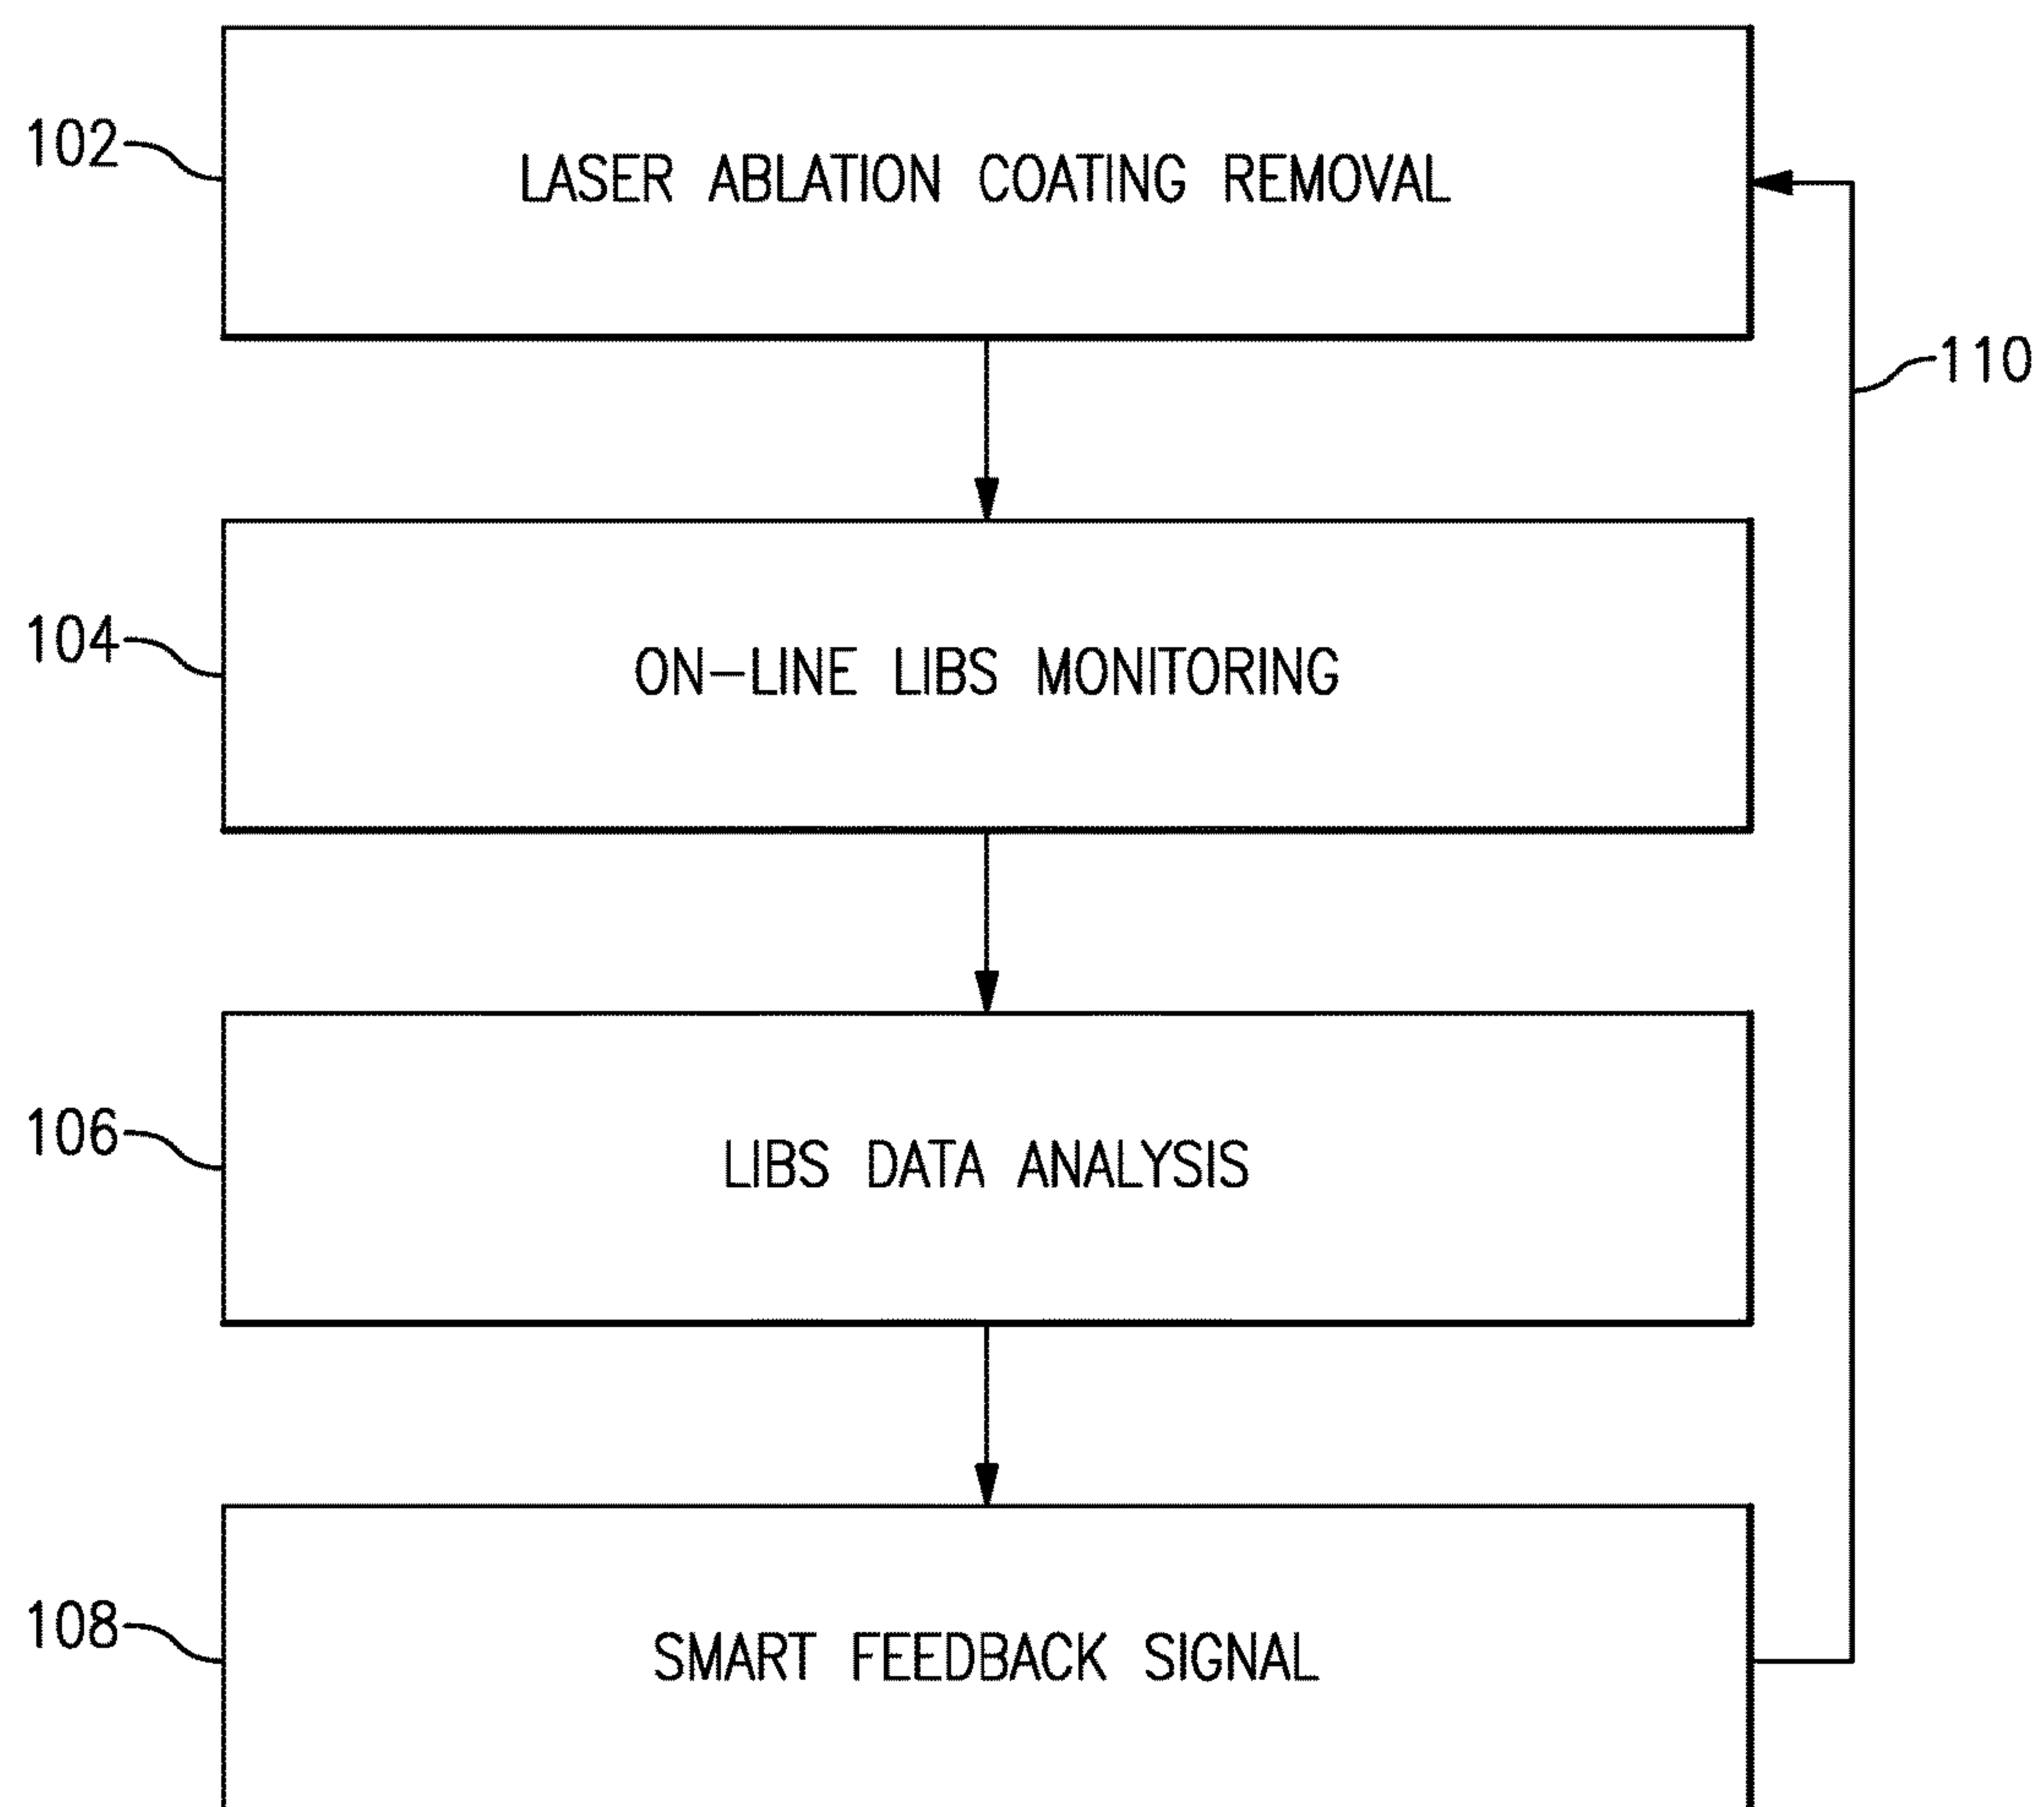 102
LASER ABLATION COATING REMOVAL
110
104
ON-LINE LIBS MONITORING
106
LIBS DATA ANALYSIS
108
SMART FEEDBACK SIGNAL